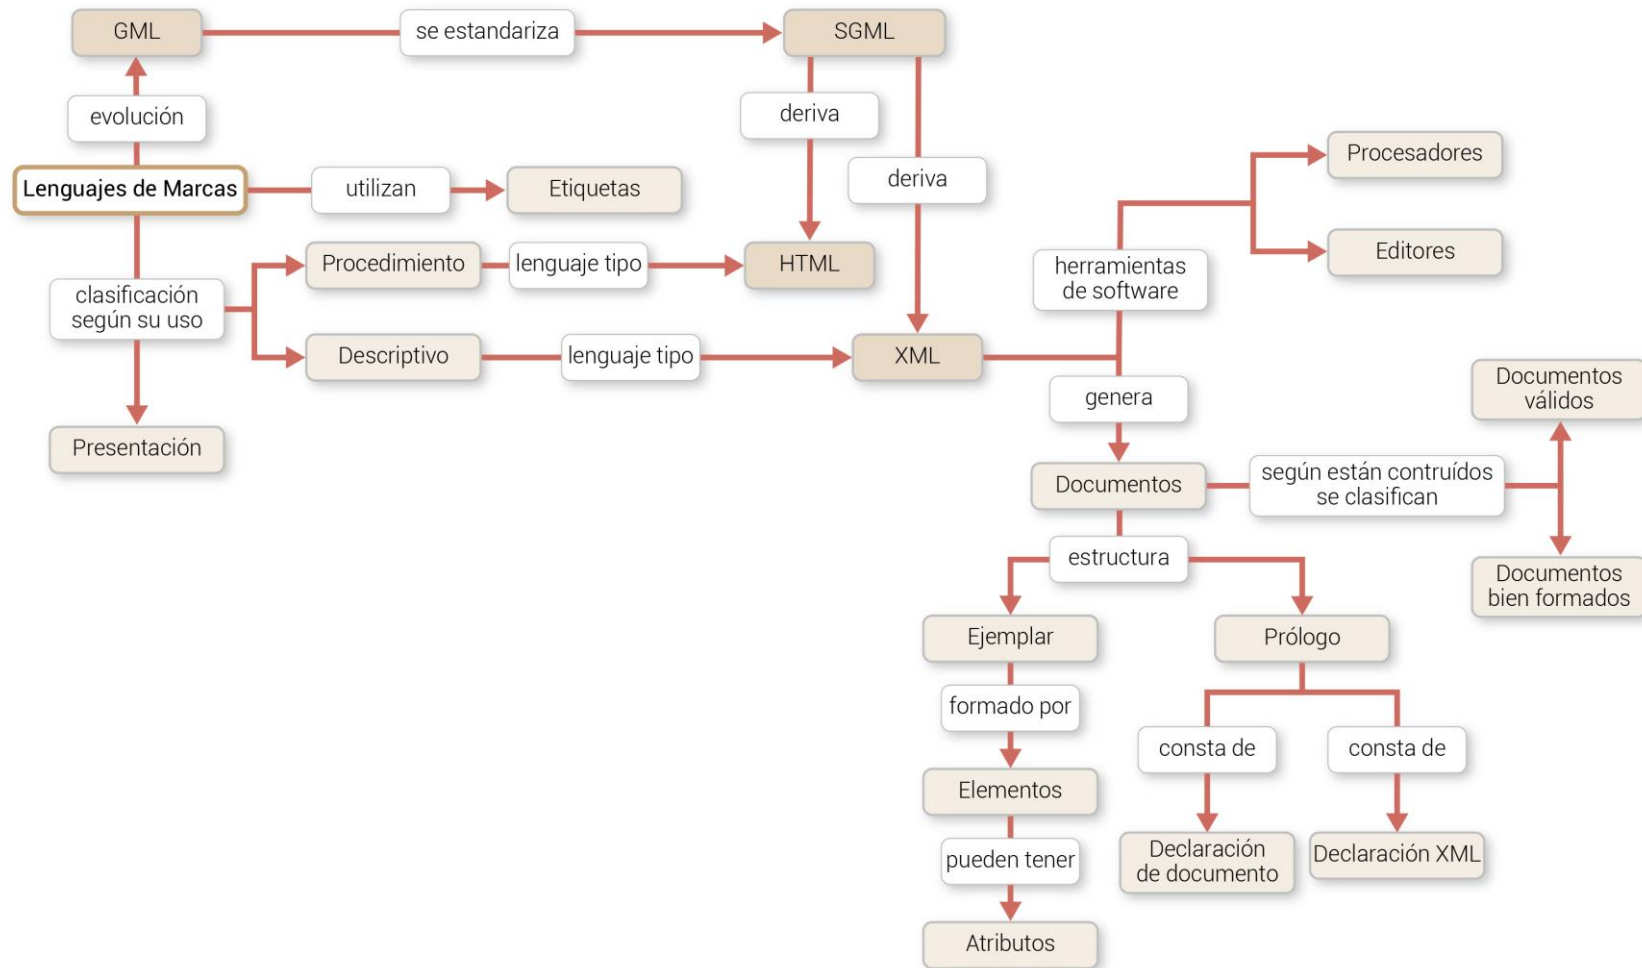 GML
se estandariza
SGML
evolución
deriva
Lenguajes de Marcas
utilizan
Etiquetas
deriva
Procesadores
Editores
Procedimiento
lenguaje tipo
HTML
herramientas
de software
clasificación
según su uso
Descriptivo
lenguaje tipo
XML
genera
Documentos
válidos
Presentación
Documentos
según están contruídos
se clasifican
estructura
Documentos
bien formados
Ejemplar
Prólogo
formado por
consta de
consta de
Elementos
pueden tener
Declaración
de documento
Declaración XML
Atributos